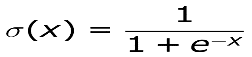 σ(x) = 1 / (1 + e^{-x})